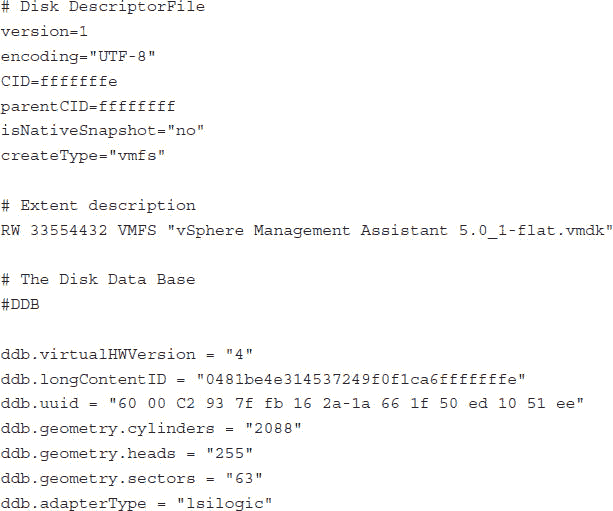 # Disk DescriptorFile
version=1
encoding="UTF-8"
CID=fffffffe
parentCID=ffffffff
isNativeSnapshot="no"
createType="vmfs"
# Extent description
RW 33554432 VMFS "vSphere Management Assistant 5.0_1-flat.vmdk"
# The Disk Data Base
#DDB
ddb.virtualHWVersion = "4"
ddb.longContentID = "0481be4e314537249f0f1ca6fffffffe"
ddb.uuid = "60 00 C2 93 7f fb 16 2a-1a 66 1f 50 ed 10 51 ee"
ddb.geometry.cylinders = "2088"
ddb.geometry.heads = "255"
ddb.geometry.sectors = "63"
ddb.adapterType = "lsilogic"